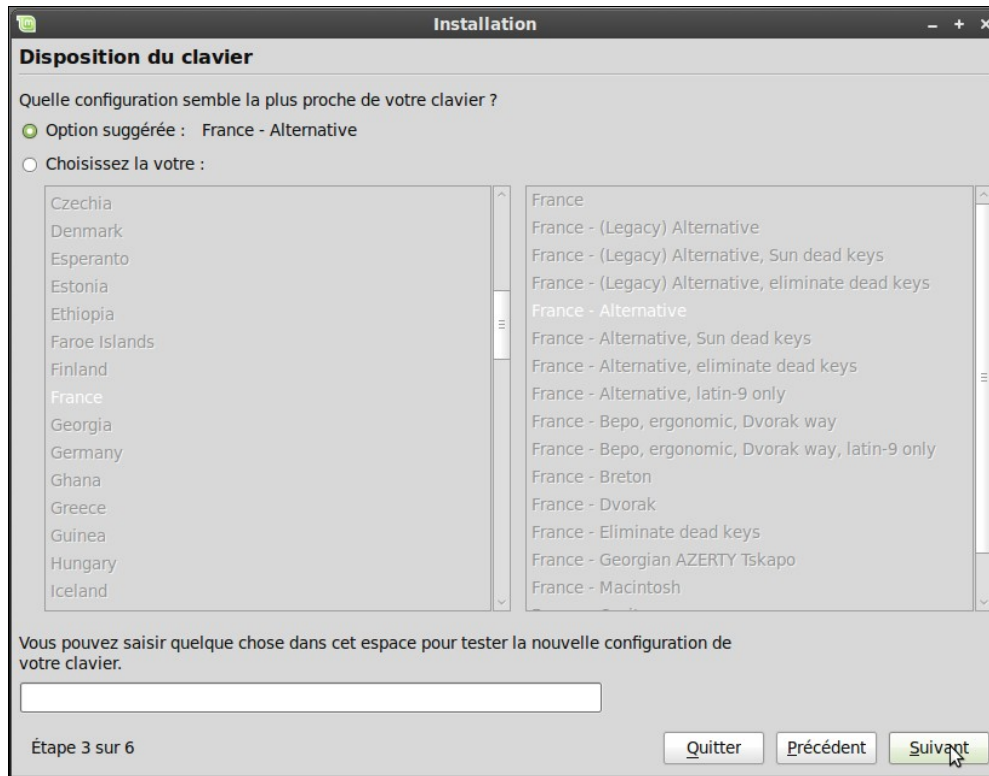 Installation
Disposition du clavier
Quelle configuration semble la plus proche de votre clavier ?
Option suggérée : France - Alternative
Choisissez la votre :
Czechia
Denmark
Esperanto
Estonia
Ethiopia
Faroe Islands
Finland
France
Georgia
Germany
Ghana
Greece
Guinea
Hungary
Iceland
France
France - (Legacy) Alternative
France - (Legacy) Alternative, Sun dead keys
France - (Legacy) Alternative, eliminate dead keys
France - Alternative
France - Alternative, Sun dead keys
France - Alternative, eliminate dead keys
France - Alternative, latin-9 only
France - Bepo, ergonomic, Dvorak way
France - Bepo, ergonomic, Dvorak way, latin-9 only
France - Breton
France - Dvorak
France - Eliminate dead keys
France - Georgian AZERTY Tskapo
France - Macintosh
Vous pouvez saisir quelque chose dans cet espace pour tester la nouvelle configuration de
votre clavier.
Étape 3 sur 6
Quitter
Précédent
Suivant